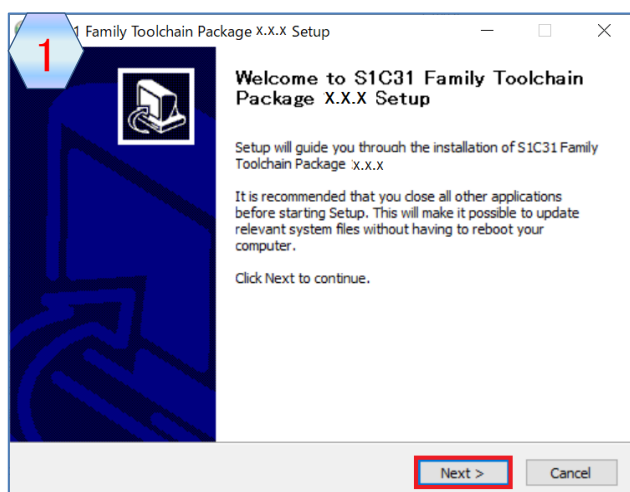 1
1 Family Toolchain Package X.X.X Setup
Welcome to S1C31 Family Toolchain
Package X.X.X Setup
Setup will guide you through the installation of S1C31 Family
Toolchain Package X.X.X
It is recommended that you close all other applications
before starting Setup. This will make it possible to update
relevant system files without having to reboot your
computer.
Click Next to continue.
Next >
Cancel